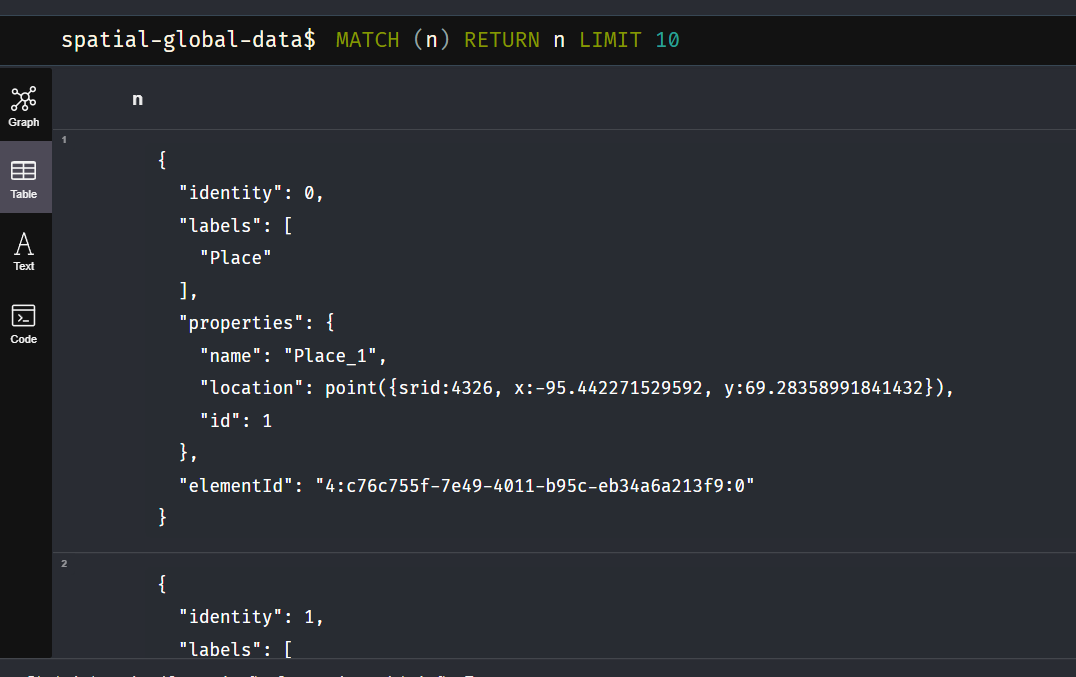 spatial-global-data$ MATCH (n) RETURN n LIMIT 10
n
Graph
Table
Text
Code
1
{
"identity": 0,
"labels": [
"Place"
],
"properties": {
"name": "Place_1",
"location": point({srid:4326, x:-95.442271529592, y:69.28358991841432}),
"id": 1
},
"elementId": "4:c76c755f-7e49-4011-b95c-eb34a6a213f9:0"
}
2
{
"identity": 1,
"labels": [